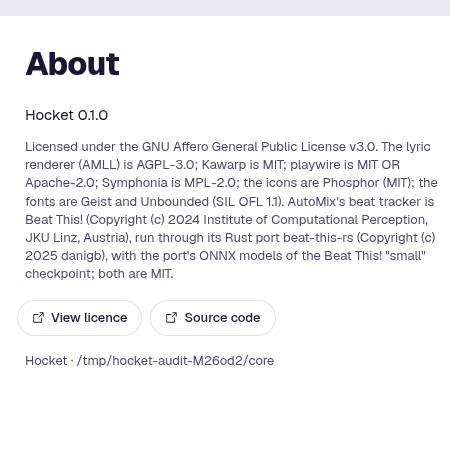 About
Hocket 0.1.0
Licensed under the GNU Affero General Public License v3.0. The lyric
renderer (AMLL) is AGPL-3.0; Kawarp is MIT; playwire is MIT OR
Apache-2.0; Symphonia is MPL-2.0; the icons are Phosphor (MIT); the
fonts are Geist and Unbounded (SIL OFL 1.1). AutoMix's beat tracker is
Beat This! (Copyright (c) 2024 Institute of Computational Perception,
JKU Linz, Austria), run through its Rust port beat-this-rs (Copyright (c)
2025 danigb), with the port's ONNX models of the Beat This! "small"
checkpoint; both are MIT.
View licence
Source code
Hocket · /tmp/hocket-audit-M26od2/core